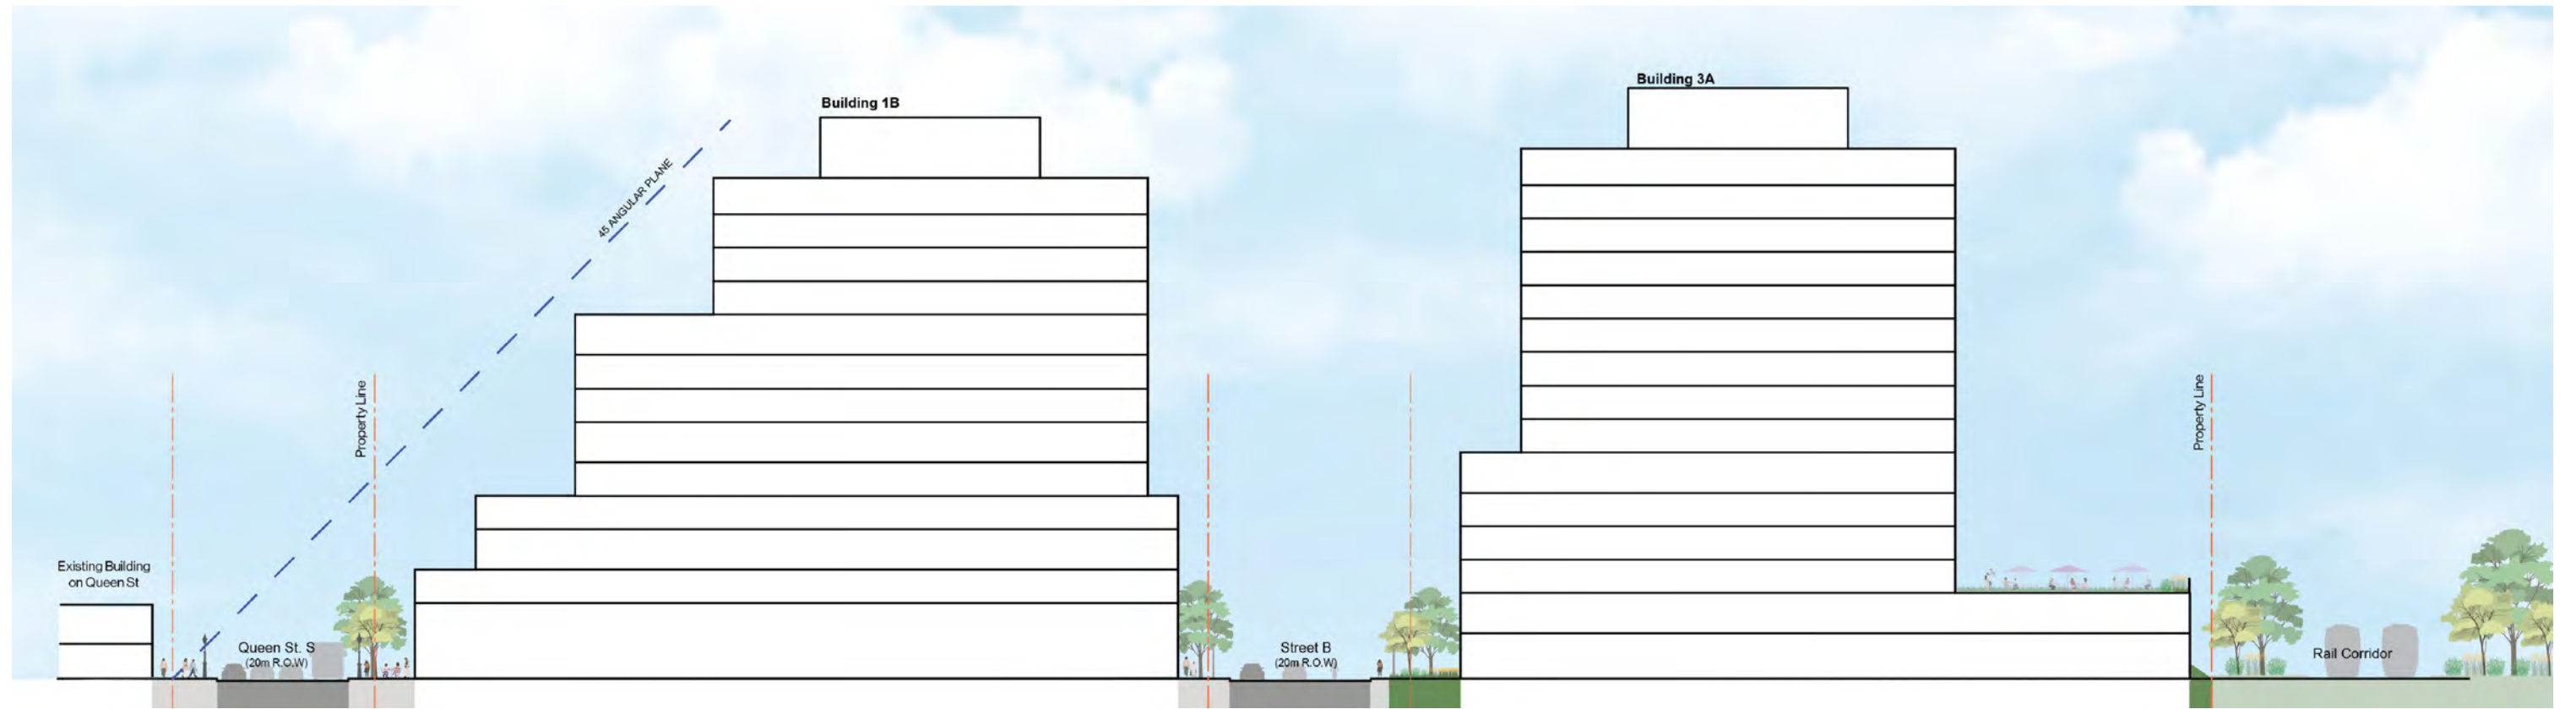 Building 1B
Building 3A
45 ANGULAR PLANE
Property Line
Property Line
Existing Building
on Queen St
Queen St. S
(20m R.O.W)
Street B
(20m R.O.W)
Rail Corridor